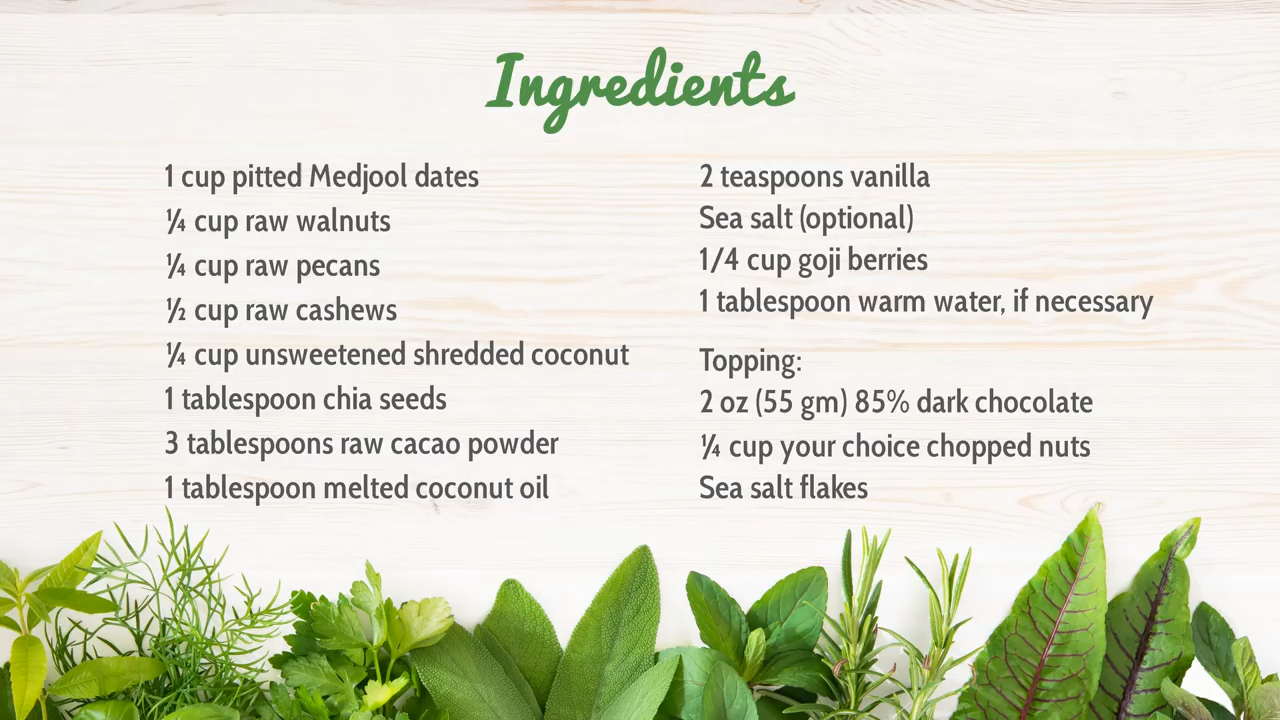 Ingredients
1 cup pitted Medjool dates
¼ cup raw walnuts
¼ cup raw pecans
½ cup raw cashews
¼ cup unsweetened shredded coconut
1 tablespoon chia seeds
3 tablespoons raw cacao powder
1 tablespoon melted coconut oil
2 teaspoons vanilla
Sea salt (optional)
1/4 cup goji berries
1 tablespoon warm water, if necessary
Topping:
2 oz (55 gm) 85% dark chocolate
¼ cup your choice chopped nuts
Sea salt flakes